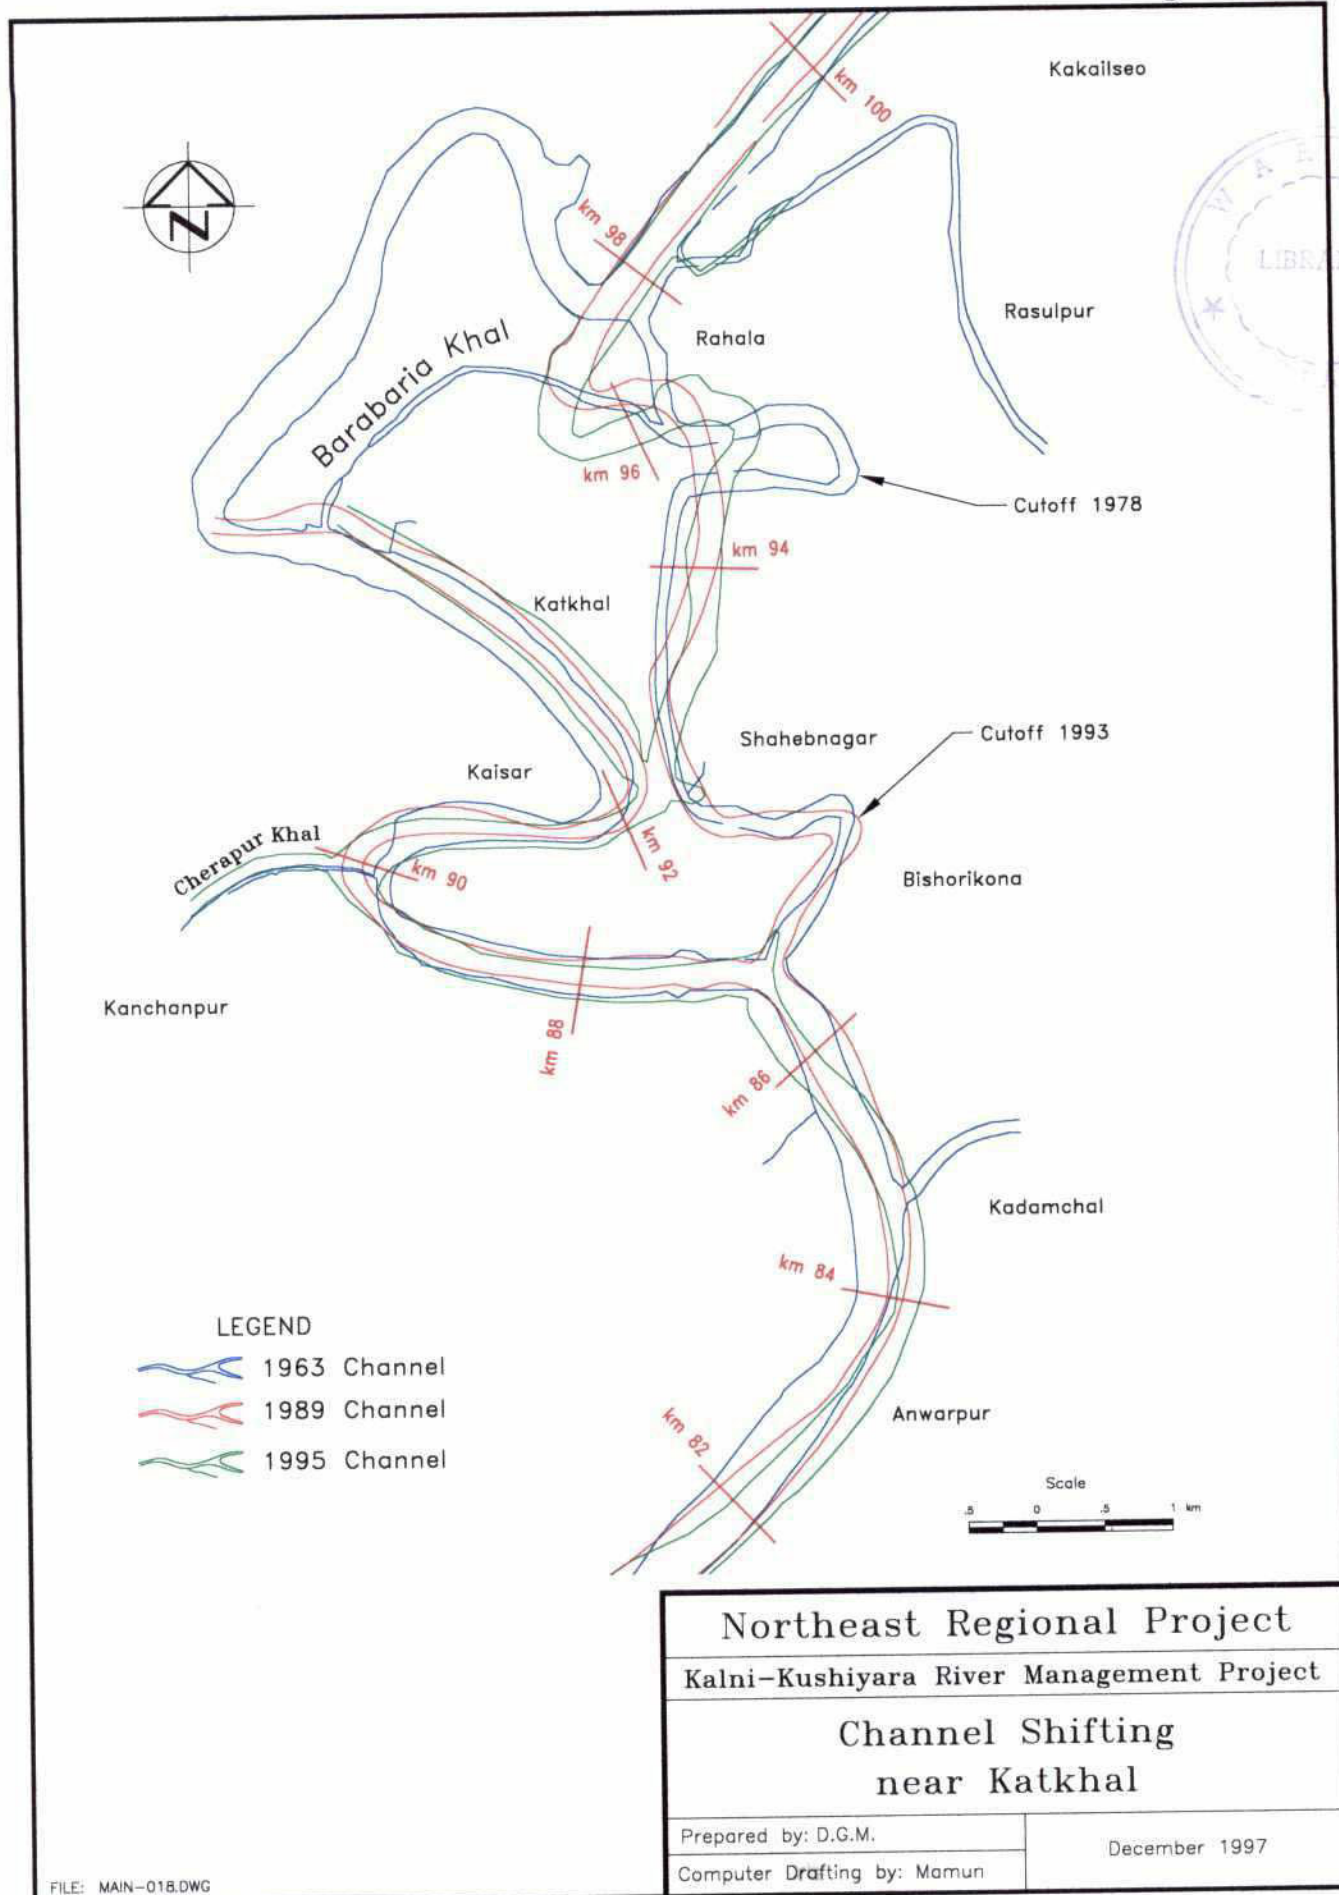 Kakailseo
km 100
N
WA
LIBRA
km 98
Rasulpur
Rahala
Barabaria Khal
km 96
Cutoff 1978
km 94
Katkhal
Shahebnagar
Cutoff 1993
Kaisar
Cherapur Khal
km 92
km 90
Bishorikona
Kanchanpur
km 88
km 86
Kadamchal
km 84
LEGEND
1963 Channel
1989 Channel
1995 Channel
Anwarpur
km 82
Scale
.5 0 .5 1 km
Northeast Regional Project
Kalni-Kushiyara River Management Project
Channel Shifting
near Katkhal
Prepared by: D.G.M.
December 1997
Computer Drafting by: Mamun
FILE: MAIN-018.DWG